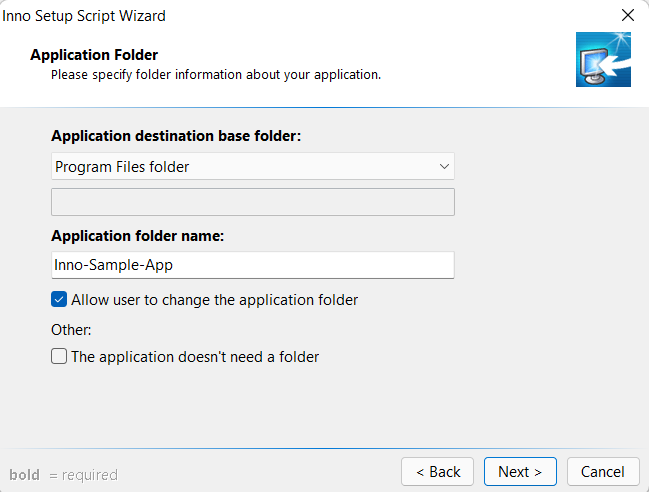 Inno Setup Script Wizard
Application Folder
Please specify folder information about your application.
Application destination base folder:
Program Files folder
Application folder name:
Inno-Sample-App
Allow user to change the application folder
Other:
The application doesn't need a folder
bold = required
< Back Next > Cancel